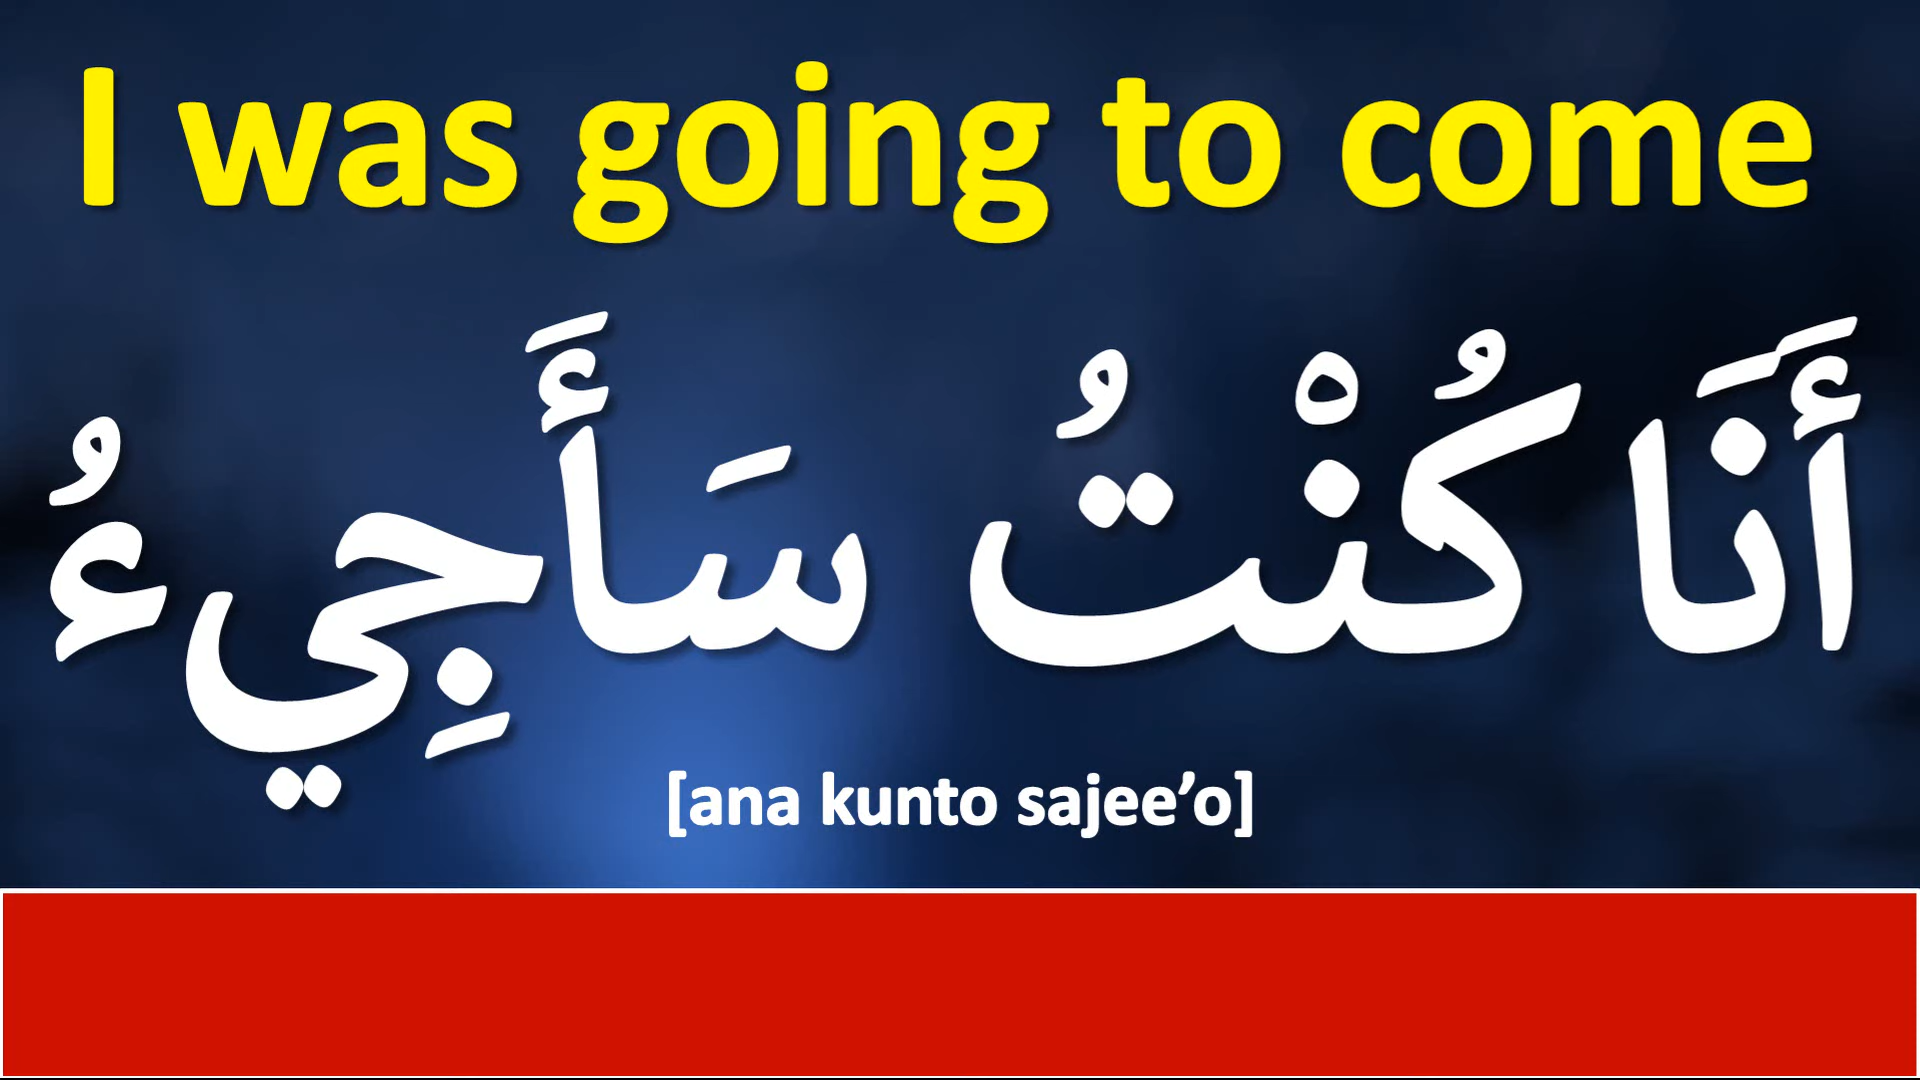 I was going to come
أَنَا كُنْتُ سَأَجِيءُ
[ana kunto sajee’o]